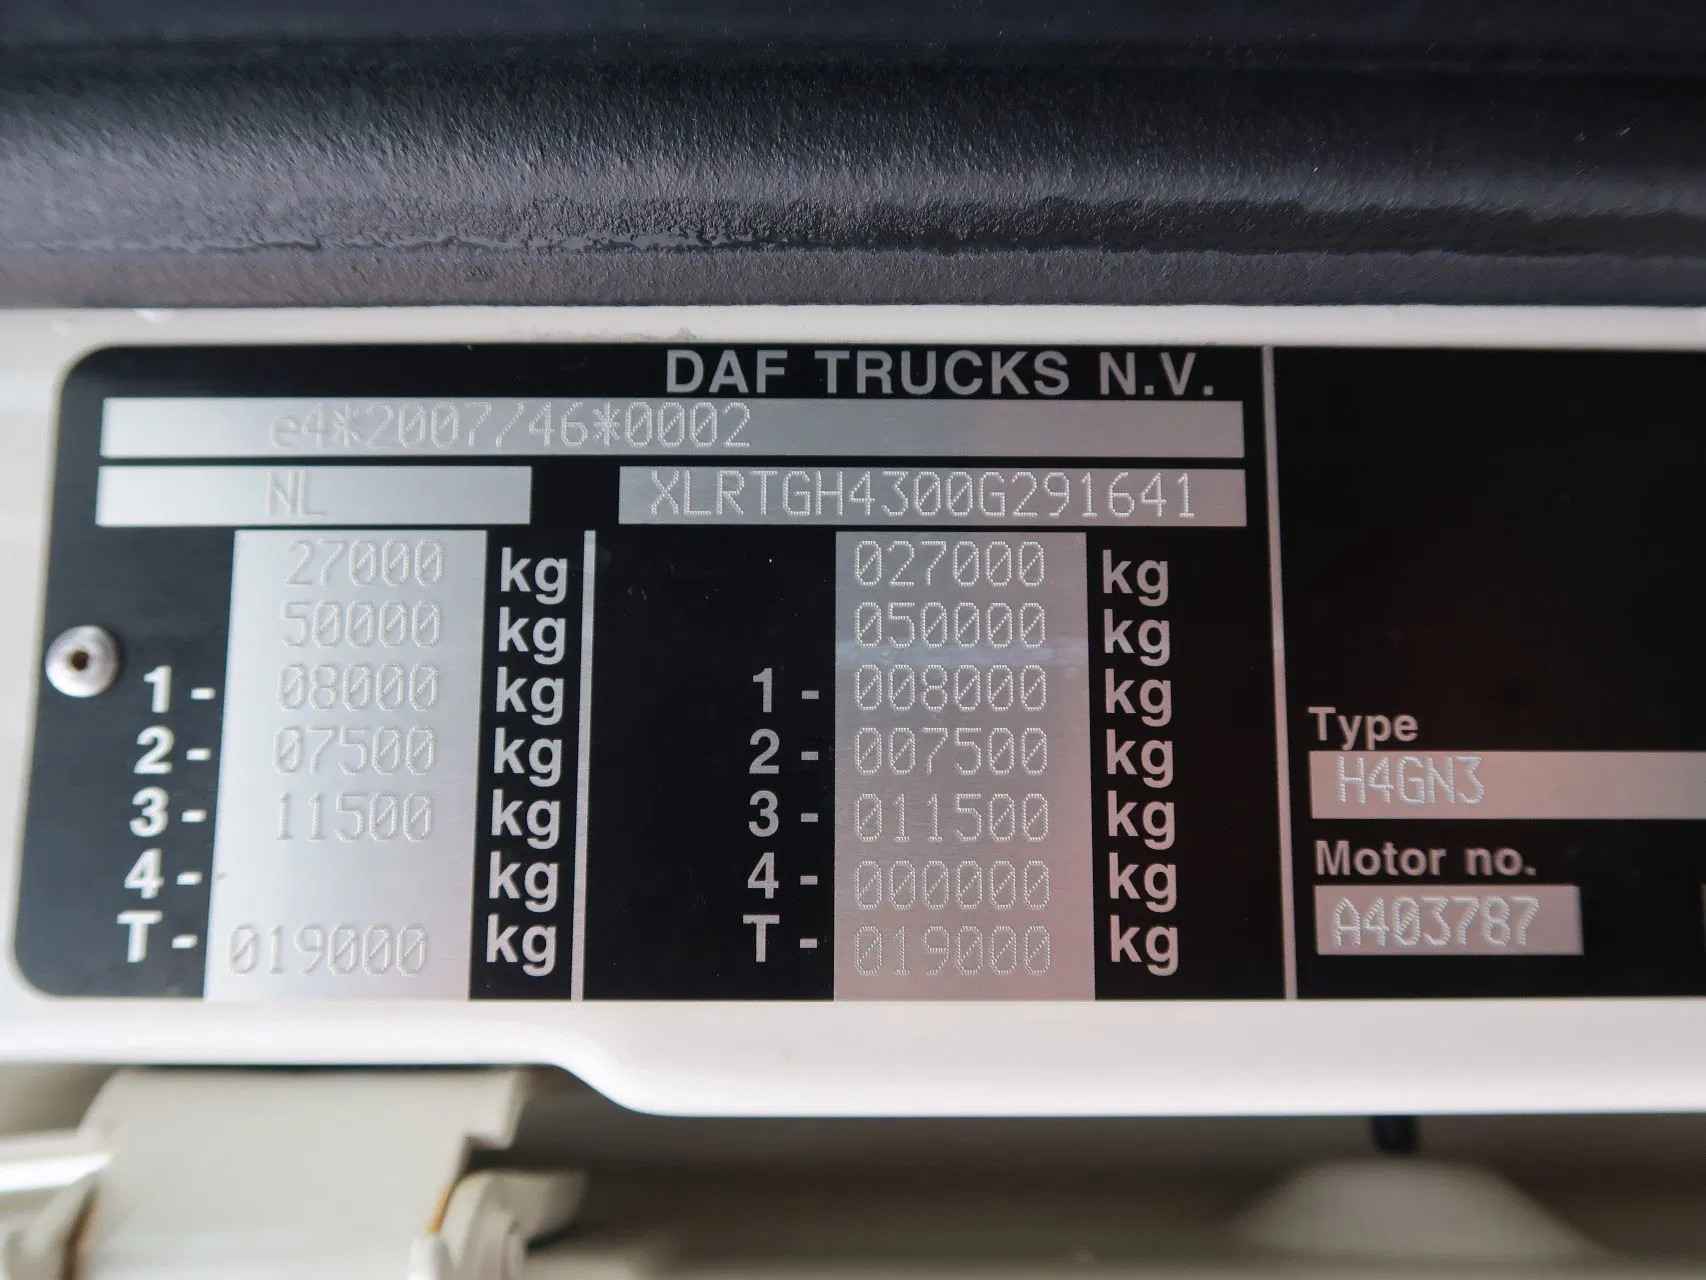 DAF TRUCKS N.V.
e4*2007/46*0002
NL XLRTGH4300G291641
27000 kg 027000 kg
50000 kg 050000 kg
1- 08000 kg 1- 008000 kg
2- 07500 kg 2- 007500 kg
3- 11500 kg 3- 011500 kg
4- kg 4- 000000 kg
T- 019000 kg T- 019000 kg
Type
H4GN3
Motor no.
A403787